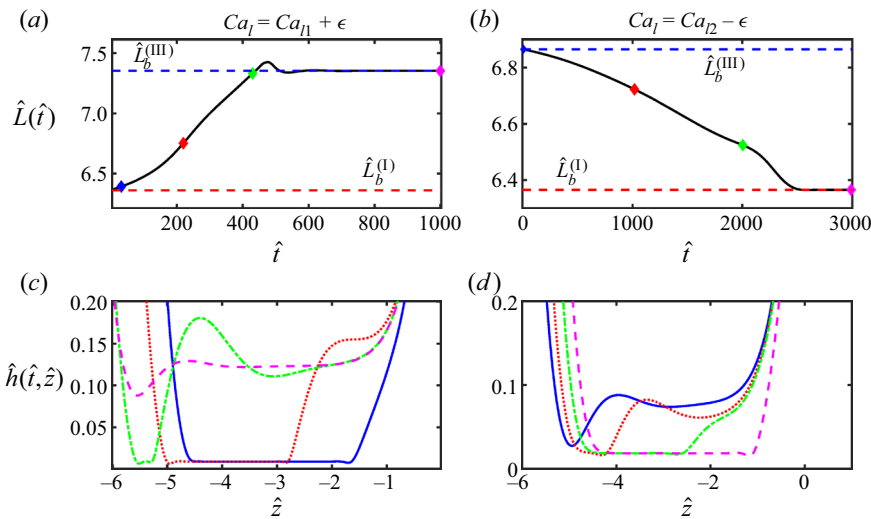 (a) Ca_l = Ca_l1 + ϵ
7.5
7.0
6.5
L̂(t̂)
L̂_b^(III)
L̂_b^(I)
200 400 600 800 1000
t̂
(b) Ca_l = Ca_l2 – ϵ
6.8
6.6
6.4
L̂_b^(III)
L̂_b^(I)
0 1000 2000 3000
t̂
(c)
0.20
0.15
0.10
0.05
ĥ(t̂,ẑ)
–6 –5 –4 –3 –2 –1
ẑ
(d)
0.2
0.1
0
–6 –4 –2 0
ẑ